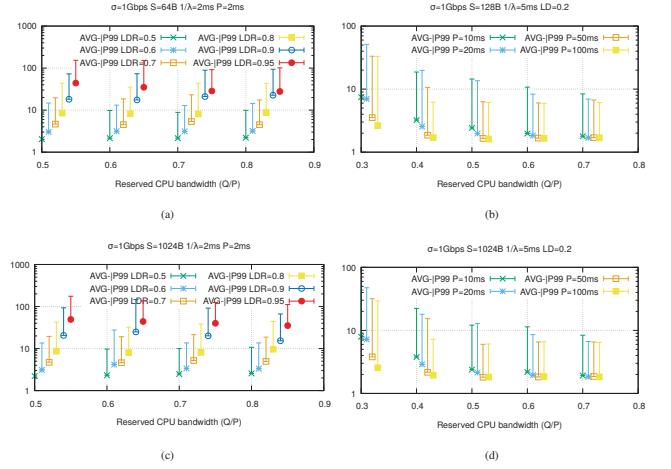 σ=1Gbps S=64B 1/λ=2ms P=2ms
1000
AVG-|P99 LDR=0.5 AVG-|P99 LDR=0.8
AVG-|P99 LDR=0.6 AVG-|P99 LDR=0.9
AVG-|P99 LDR=0.7 AVG-|P99 LDR=0.95
100
10
1
0.5 0.6 0.7 0.8 0.9
Reserved CPU bandwidth (Q/P)
(a)
σ=1Gbps S=128B 1/λ=5ms LD=0.2
100
AVG-|P99 P=10ms AVG-|P99 P=50ms
AVG-|P99 P=20ms AVG-|P99 P=100ms
10
1
0.3 0.4 0.5 0.6 0.7 0.8
Reserved CPU bandwidth (Q/P)
(b)
σ=1Gbps S=1024B 1/λ=2ms P=2ms
1000
AVG-|P99 LDR=0.5 AVG-|P99 LDR=0.8
AVG-|P99 LDR=0.6 AVG-|P99 LDR=0.9
AVG-|P99 LDR=0.7 AVG-|P99 LDR=0.95
100
10
1
0.5 0.6 0.7 0.8 0.9
Reserved CPU bandwidth (Q/P)
(c)
σ=1Gbps S=1024B 1/λ=5ms LD=0.2
100
AVG-|P99 P=10ms AVG-|P99 P=50ms
AVG-|P99 P=20ms AVG-|P99 P=100ms
10
1
0.3 0.4 0.5 0.6 0.7 0.8
Reserved CPU bandwidth (Q/P)
(d)